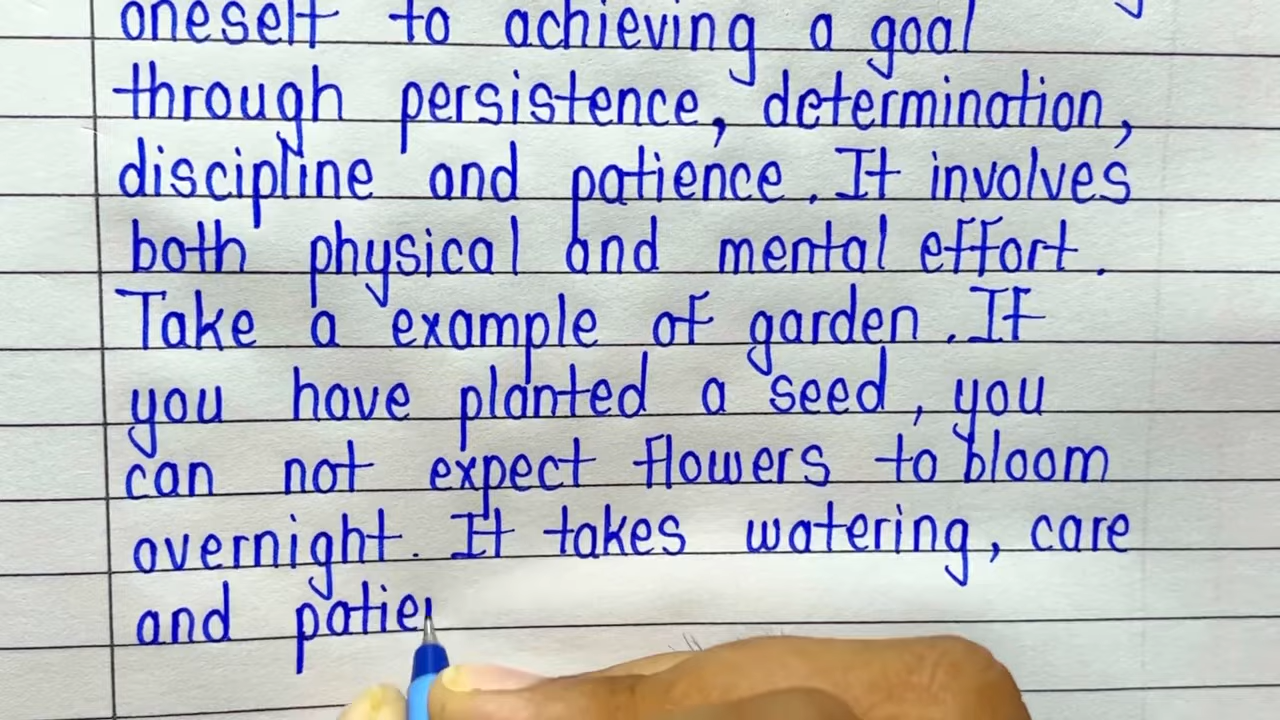 oneself to achieving a goal
through persistence, determination,
discipline and patience. It involves
both physical and mental effort.
Take a example of garden. If
you have planted a seed, you
can not expect flowers to bloom
overnight. It takes watering, care
and patie